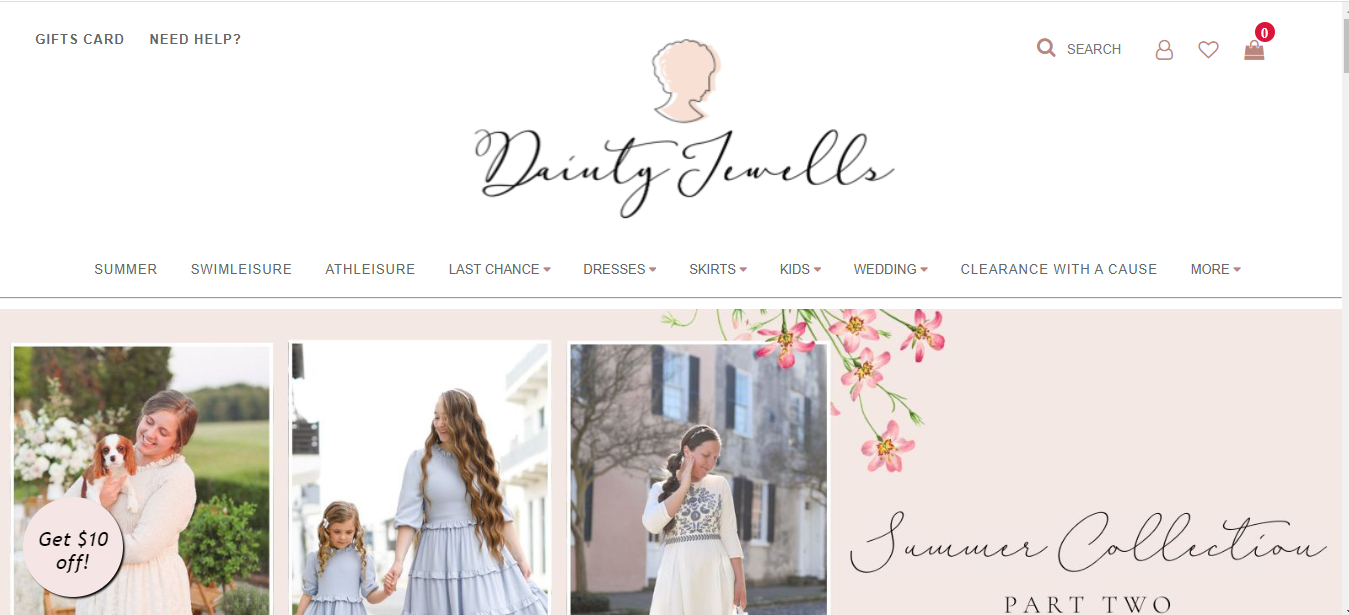 GIFTS CARD NEED HELP?
SEARCH
0
Dainty Jewells
SUMMER SWIMLEISURE ATHLEISURE LAST CHANCE DRESSES SKIRTS KIDS WEDDING CLEARANCE WITH A CAUSE MORE
Get $10
off!
Summer Collection
PART TWO